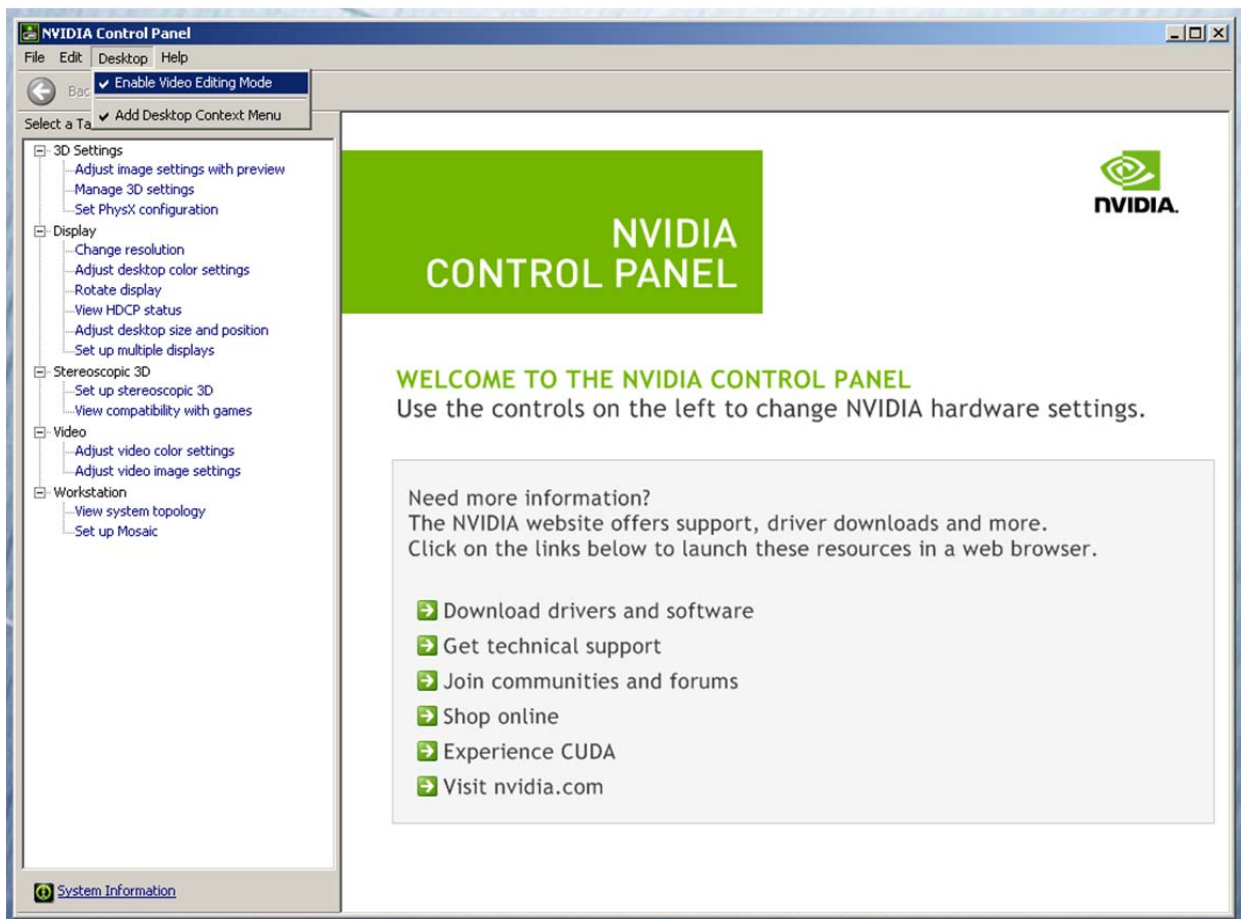 NVIDIA Control Panel
File Edit Desktop Help
Bac
Enable Video Editing Mode
Add Desktop Context Menu
Select a Ta
3D Settings
Adjust image settings with preview
Manage 3D settings
Set PhysX configuration
Display
Change resolution
Adjust desktop color settings
Rotate display
View HDCP status
Adjust desktop size and position
Set up multiple displays
Stereoscopic 3D
Set up stereoscopic 3D
View compatibility with games
Video
Adjust video color settings
Adjust video image settings
Workstation
View system topology
Set up Mosaic
System Information
NVIDIA
CONTROL PANEL
NVIDIA.
WELCOME TO THE NVIDIA CONTROL PANEL
Use the controls on the left to change NVIDIA hardware settings.
Need more information?
The NVIDIA website offers support, driver downloads and more.
Click on the links below to launch these resources in a web browser.
Download drivers and software
Get technical support
Join communities and forums
Shop online
Experience CUDA
Visit nvidia.com